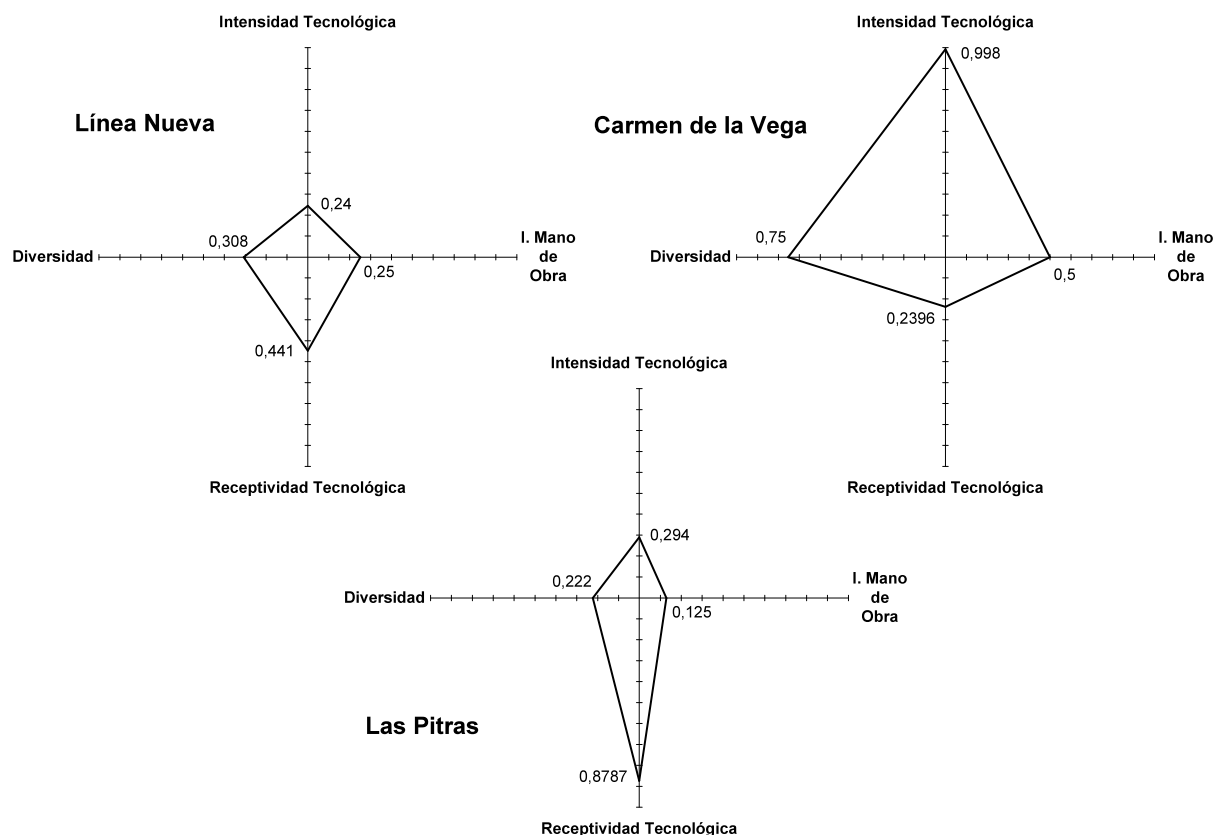 Intensidad Tecnológica
Línea Nueva
0,24
0,308
Diversidad
I. Mano
de
Obra
0,25
0,441
Receptividad Tecnológica
Intensidad Tecnológica
0,998
Carmen de la Vega
0,75
Diversidad
I. Mano
de
Obra
0,5
0,2396
Receptividad Tecnológica
Intensidad Tecnológica
0,294
0,222
Diversidad
I. Mano
de
Obra
0,125
Las Pitras
0,8787
Receptividad Tecnológica